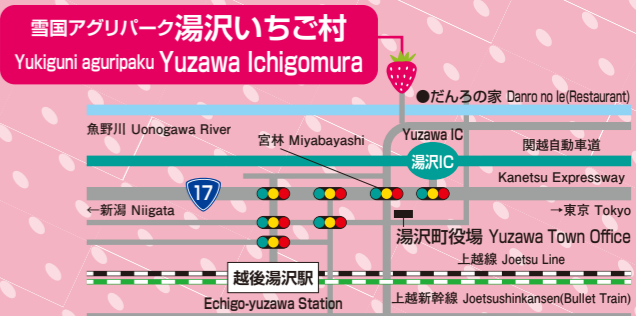 雪国アグリパーク湯沢いちご村
Yukiguni aguripaku Yuzawa Ichigomura
●だんろの家 Danro no Ie(Restaurant)
魚野川 Uonogawa River
宮林 Miyabayashi
Yuzawa IC
湯沢IC
関越自動車道
Kanetsu Expressway
17
←新潟 Niigata
→東京 Tokyo
湯沢町役場 Yuzawa Town Office
上越線 Joetsu Line
越後湯沢駅
Echigo-yuzawa Station
上越新幹線 Joetsushinkansen(Bullet Train)